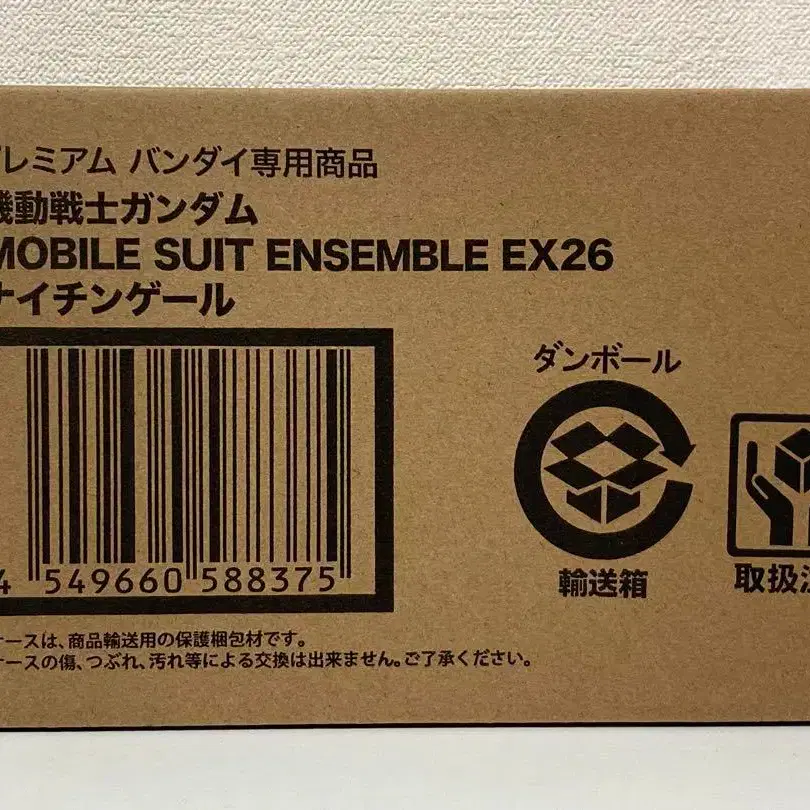 プレミアム バンダイ専用商品
機動戦士ガンダム
MOBILE SUIT ENSEMBLE EX26
ナイチンゲール
ダンボール
4 549660 588375
輸送箱
取扱注
ケースは、商品輸送用の保護梱包材です。
ケースの傷、つぶれ、汚れ等による交換は出来ません。ご了承ください。